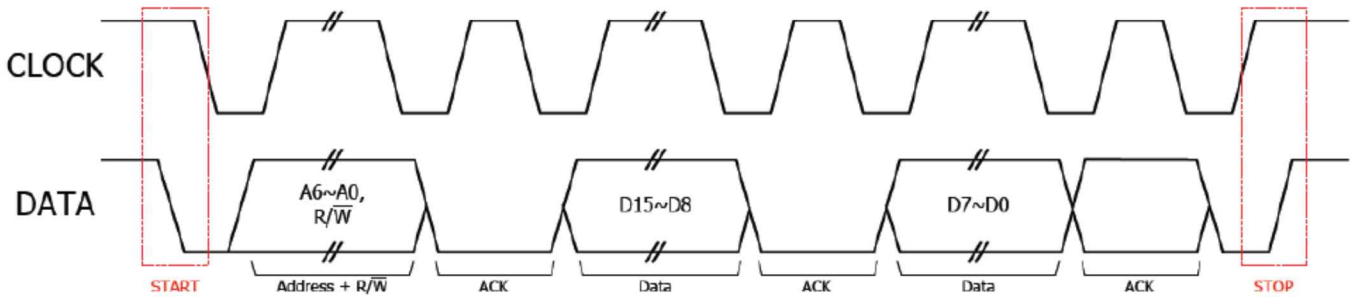 CLOCK
DATA
A6~A0,
R/W̅
D15~D8
D7~D0
START
Address + R/W̅
ACK
Data
ACK
Data
ACK
STOP